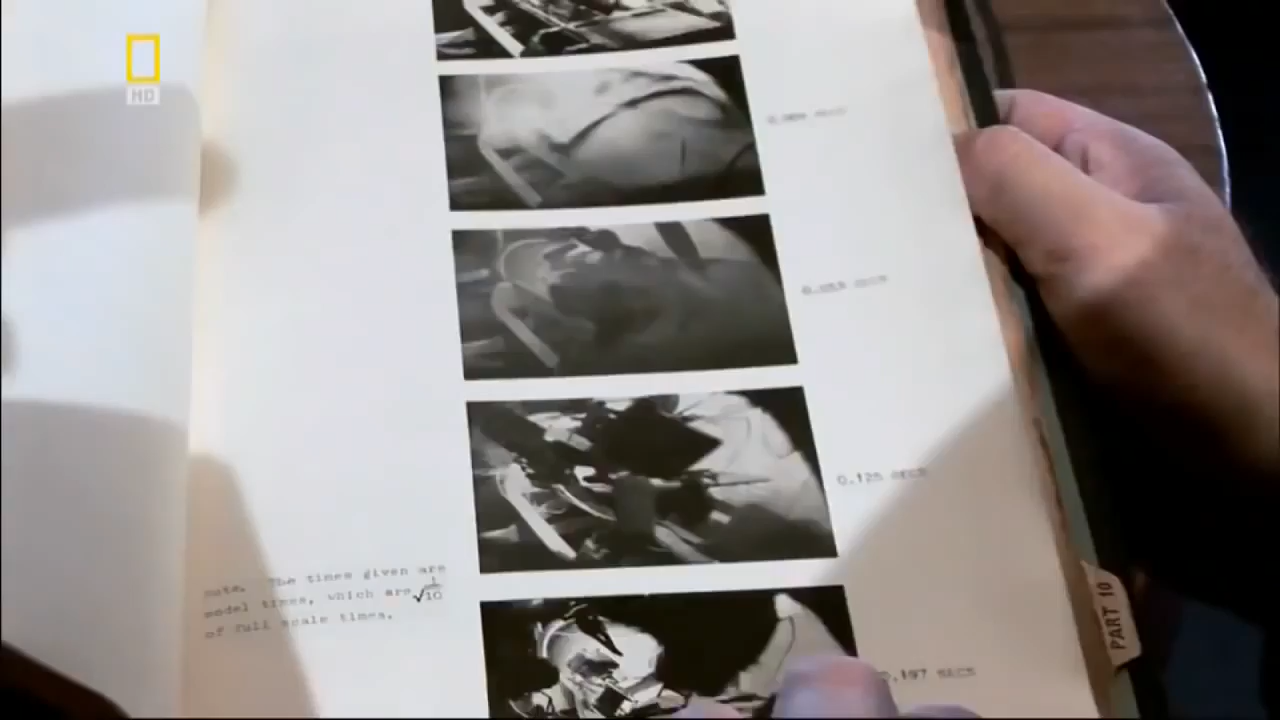 HD
0.125 secs
note. The times given are
model times, which are √1/10
of full scale times.
0.197 SECS
PART 10